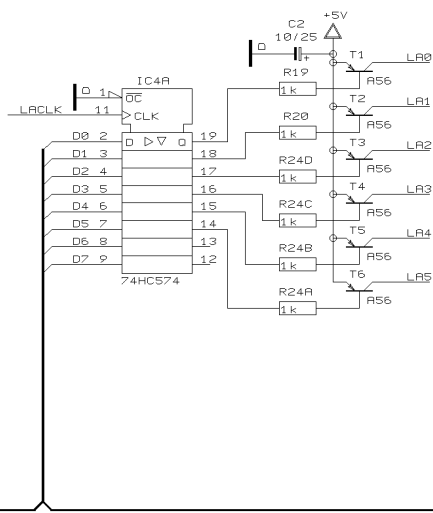 +5V
C2
10/25
+
T1
LA0
A56
IC4A
1
OC
LACLK
11
CLK
R19
1k
T2
LA1
A56
D0 2
D
Q
19
R20
1k
D1 3
18
T3
LA2
A56
D2 4
17
R24D
1k
D3 5
16
T4
LA3
A56
D4 6
15
R24C
1k
D5 7
14
T5
LA4
A56
D6 8
13
R24B
1k
D7 9
12
T6
LA5
A56
74HC574
R24A
1k